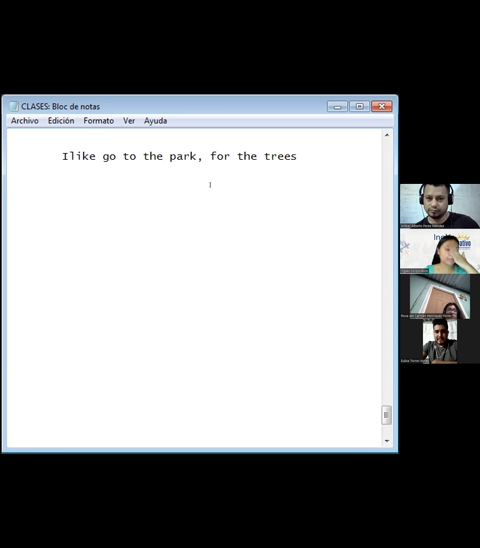 CLASES: Bloc de notas
Archivo Edición Formato Ver Ayuda
Ilike go to the park, for the trees